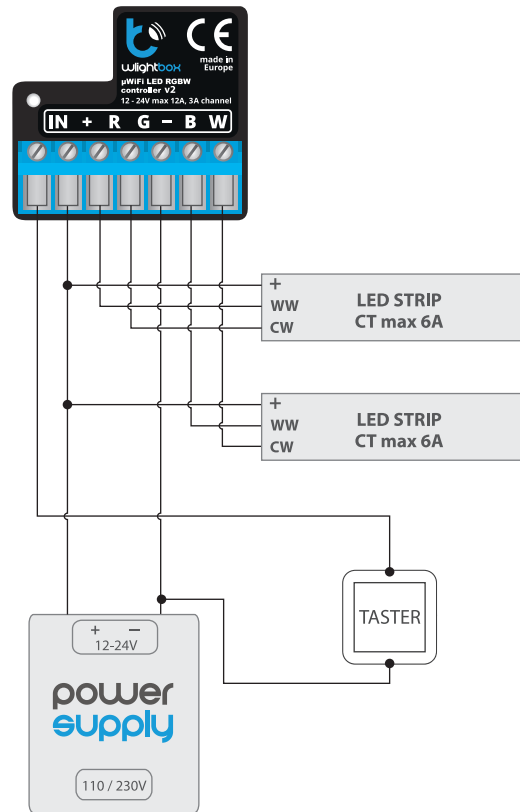 CE
wlightbox
made in
Europe
μWiFi LED RGBW
controller v2
12 - 24V max 12A, 3A channel
IN + R G − B W
+
WW
CW
LED STRIP
CT max 6A
+
WW
CW
LED STRIP
CT max 6A
TASTER
+ −
12-24V
power
supply
110 / 230V